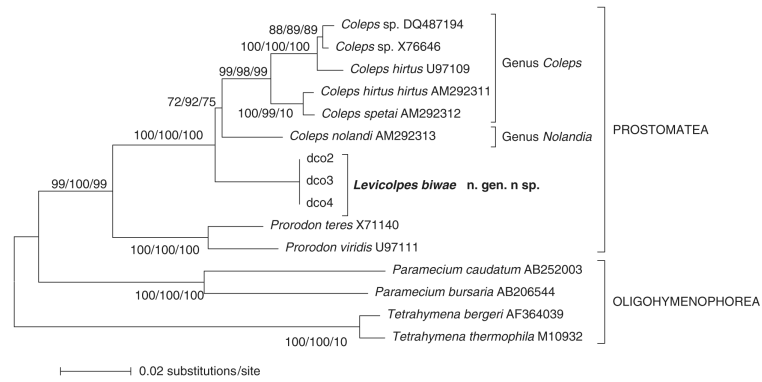 88/89/89
Coleps sp. DQ487194
100/100/100
Coleps sp. X76646
99/98/99
Coleps hirtus U97109
Genus Coleps
Coleps hirtus hirtus AM292311
72/92/75
100/99/10
Coleps spetai AM292312
100/100/100
Coleps nolandi AM292313
Genus Nolandia
PROSTOMATEA
dco2
99/100/99
dco3
Levicolpes biwae n. gen. n sp.
dco4
Prorodon teres X71140
100/100/100
Prorodon viridis U97111
Paramecium caudatum AB252003
100/100/100
Paramecium bursaria AB206544
OLIGOHYMENOPHOREA
Tetrahymena bergeri AF364039
100/100/10
Tetrahymena thermophila M10932
0.02 substitutions/site